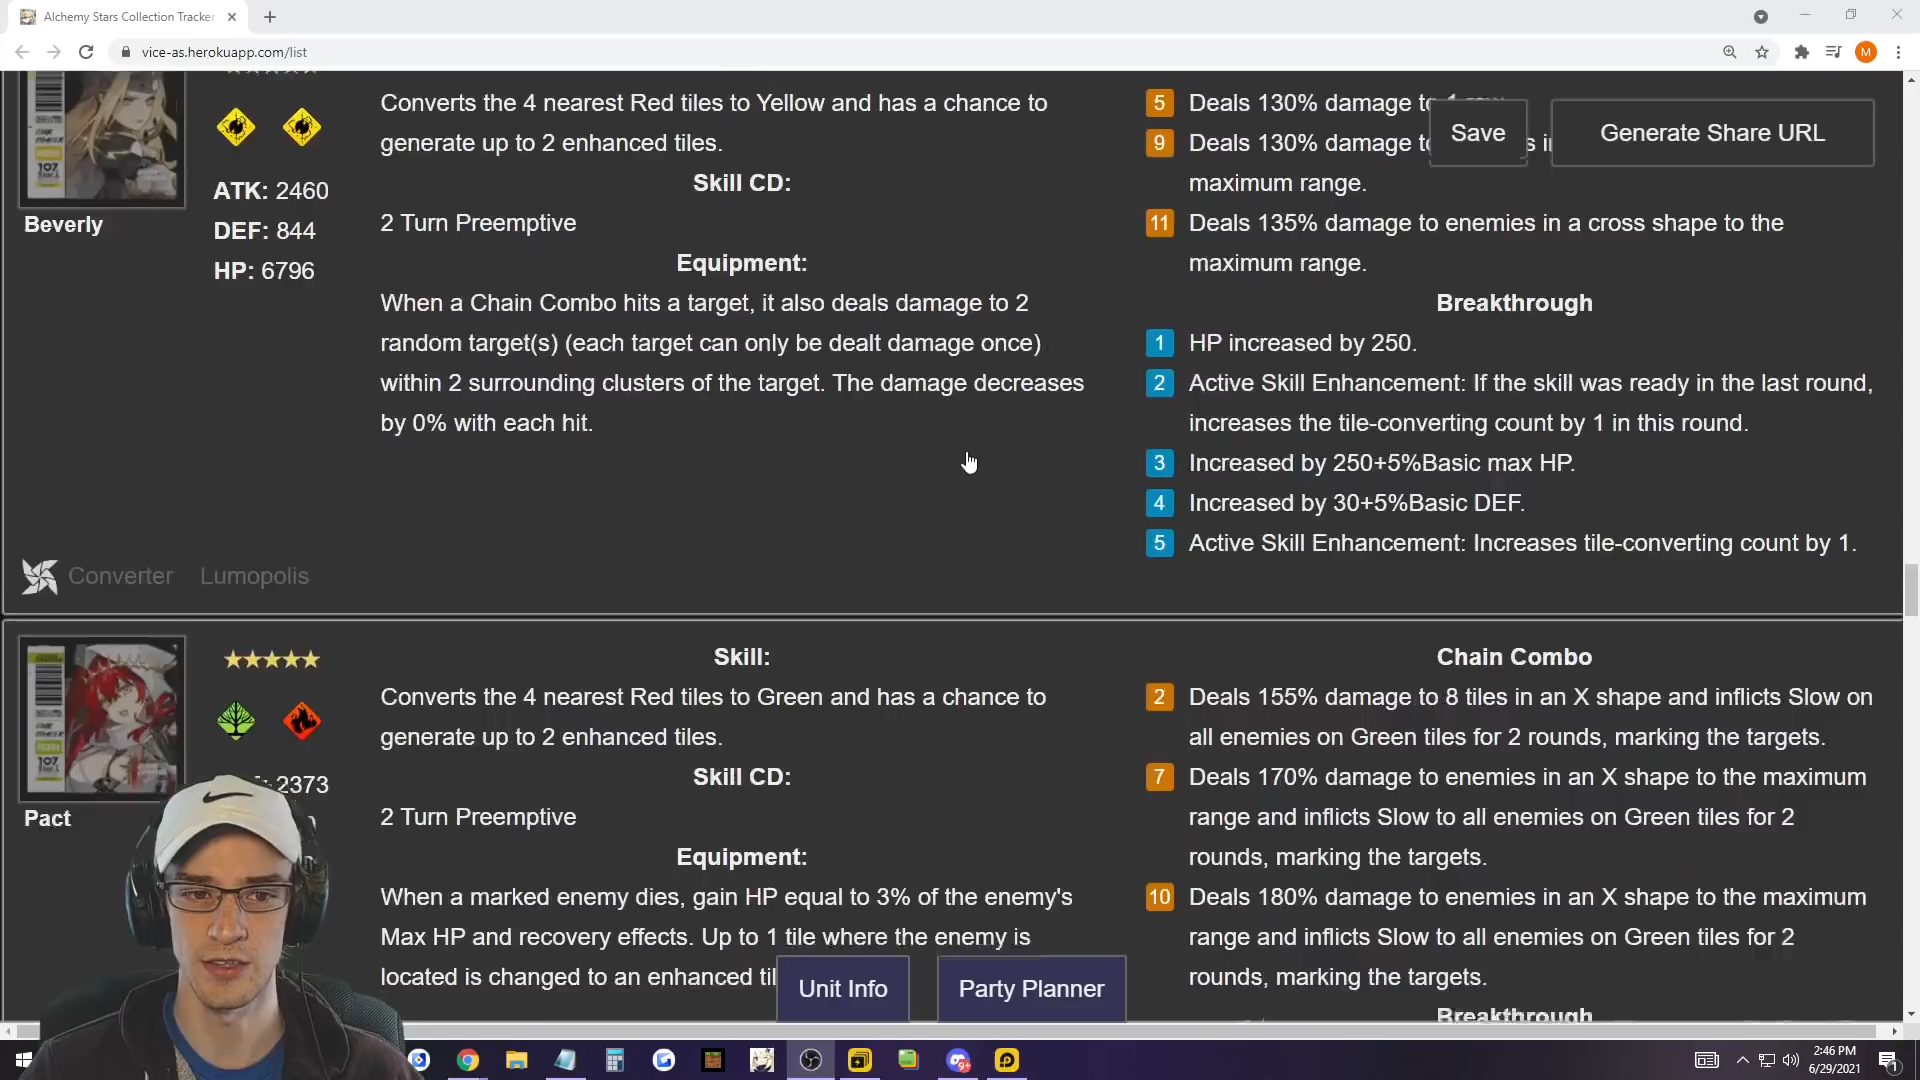 Alchemy Stars Collection Tracker
vice-as.herokuapp.com/list
M
Beverly
ATK: 2460
DEF: 844
HP: 6796
Converts the 4 nearest Red tiles to Yellow and has a chance to
generate up to 2 enhanced tiles.
Skill CD:
2 Turn Preemptive
Equipment:
When a Chain Combo hits a target, it also deals damage to 2
random target(s) (each target can only be dealt damage once)
within 2 surrounding clusters of the target. The damage decreases
by 0% with each hit.
5 Deals 130% damage to 1
9 Deals 130% damage to
maximum range.
11 Deals 135% damage to enemies in a cross shape to the
maximum range.
Save
Generate Share URL
Breakthrough
1 HP increased by 250.
2 Active Skill Enhancement: If the skill was ready in the last round,
increases the tile-converting count by 1 in this round.
3 Increased by 250+5%Basic max HP.
4 Increased by 30+5%Basic DEF.
5 Active Skill Enhancement: Increases tile-converting count by 1.
Converter Lumopolis
107
Pact
2373
Skill:
Converts the 4 nearest Red tiles to Green and has a chance to
generate up to 2 enhanced tiles.
Skill CD:
2 Turn Preemptive
Equipment:
When a marked enemy dies, gain HP equal to 3% of the enemy's
Max HP and recovery effects. Up to 1 tile where the enemy is
located is changed to an enhanced
Chain Combo
2 Deals 155% damage to 8 tiles in an X shape and inflicts Slow on
all enemies on Green tiles for 2 rounds, marking the targets.
7 Deals 170% damage to enemies in an X shape to the maximum
range and inflicts Slow to all enemies on Green tiles for 2
rounds, marking the targets.
10 Deals 180% damage to enemies in an X shape to the maximum
range and inflicts Slow to all enemies on Green tiles for 2
rounds, marking the targets.
Breakthrough
107
Unit Info
Party Planner
9+
2:46 PM
6/29/2021
1